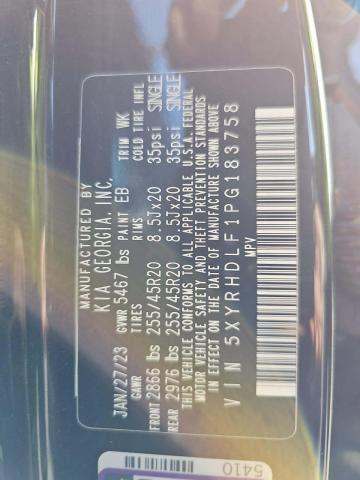 MANUFACTURED BY
KIA GEORGIA, INC.
JAN/27/23 GVWR 5467 lbs PAINT EB TRIM WK
GAWR TIRES RIMS COLD TIRE INFL
FRONT 2866 lbs 255/45R20 8.5Jx20 35psi SINGLE
REAR 2976 lbs 255/45R20 8.5Jx20 35psi SINGLE
THIS VEHICLE CONFORMS TO ALL APPLICABLE U.S.A. FEDERAL
MOTOR VEHICLE SAFETY AND THEFT PREVENTION STANDARDS
IN EFFECT ON THE DATE OF MANUFACTURE SHOWN ABOVE.
VIN 5XYRHDLF1PG183758
MPV
5410